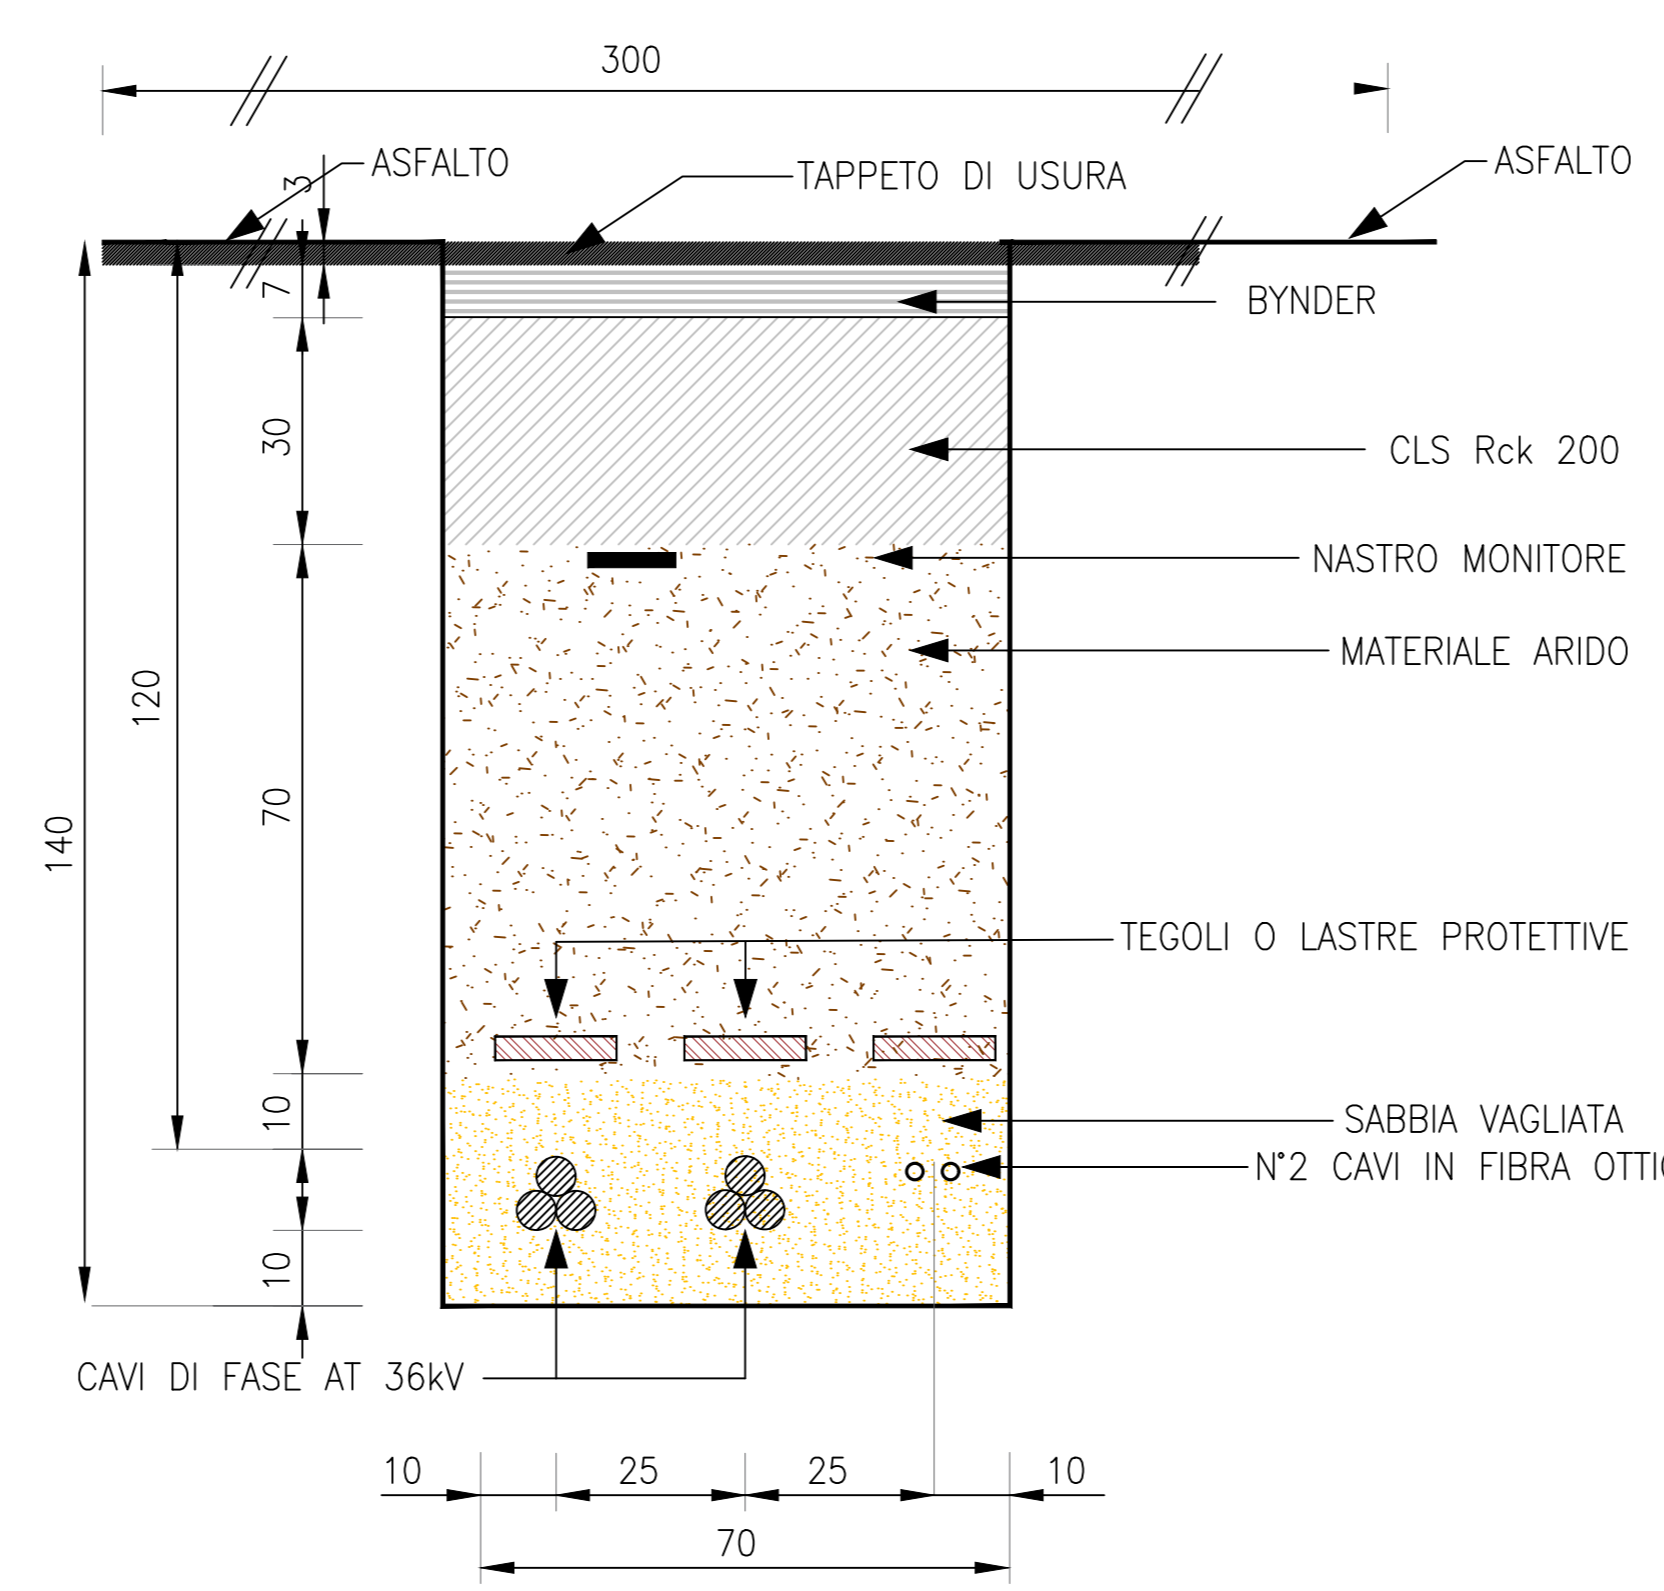 300
ASFALTO
3
TAPPETO DI USURA
ASFALTO
7
BYNDER
30
CLS Rck 200
NASTRO MONITORE
MATERIALE ARIDO
120
70
140
TEGOLI O LASTRE PROTETTIVE
10
SABBIA VAGLIATA
N°2 CAVI IN FIBRA
10
CAVI DI FASE AT 36kV
10 25 25 10
70